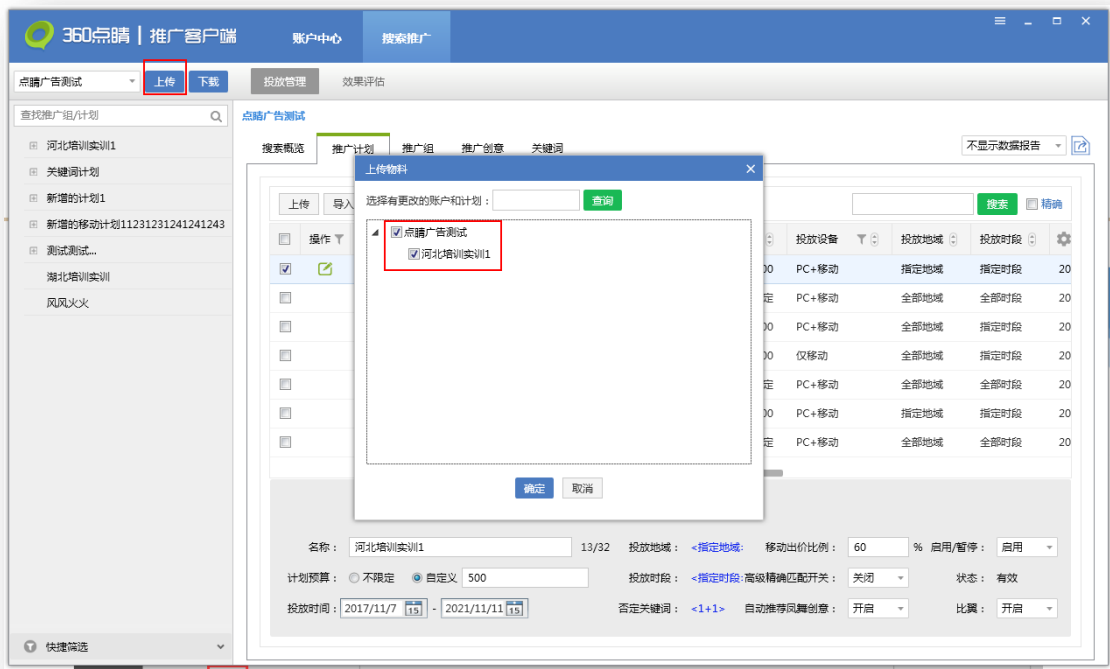 360点睛 | 推广客户端
账户中心
搜索推广
点睛广告测试
上传
下载
投放管理
效果评估
查找推广组/计划
河北培训实训1
关键词计划
新增的计划1
新增的移动计划11231231241241243
测试测试...
湖北培训实训
风风火火
快捷筛选
点睛广告测试
搜索概览
推广计划
推广组
推广创意
关键词
不显示数据报告
上传
导入
搜索
精确
操作
投放设备
投放地域
投放时段
00 PC+移动 指定地域 指定时段 20
定 PC+移动 全部地域 全部时段 20
00 PC+移动 全部地域 指定时段 20
00 仅移动 全部地域 指定时段 20
定 PC+移动 全部地域 全部时段 20
00 PC+移动 指定地域 指定时段 20
定 PC+移动 全部地域 全部时段 20
上传物料
选择有更改的账户和计划：
查询
点睛广告测试
河北培训实训1
确定
取消
名称： 河北培训实训1 13/32 投放地域： <指定地域: 移动出价比例： 60 % 启用/暂停： 启用
计划预算： 不限定 自定义 500 投放时段： <指定时段: 高级精确匹配开关： 关闭 状态： 有效
投放时间： 2017/11/7 15 - 2021/11/11 15 否定关键词： <1+1> 自动推荐凤舞创意： 开启 比翼： 开启